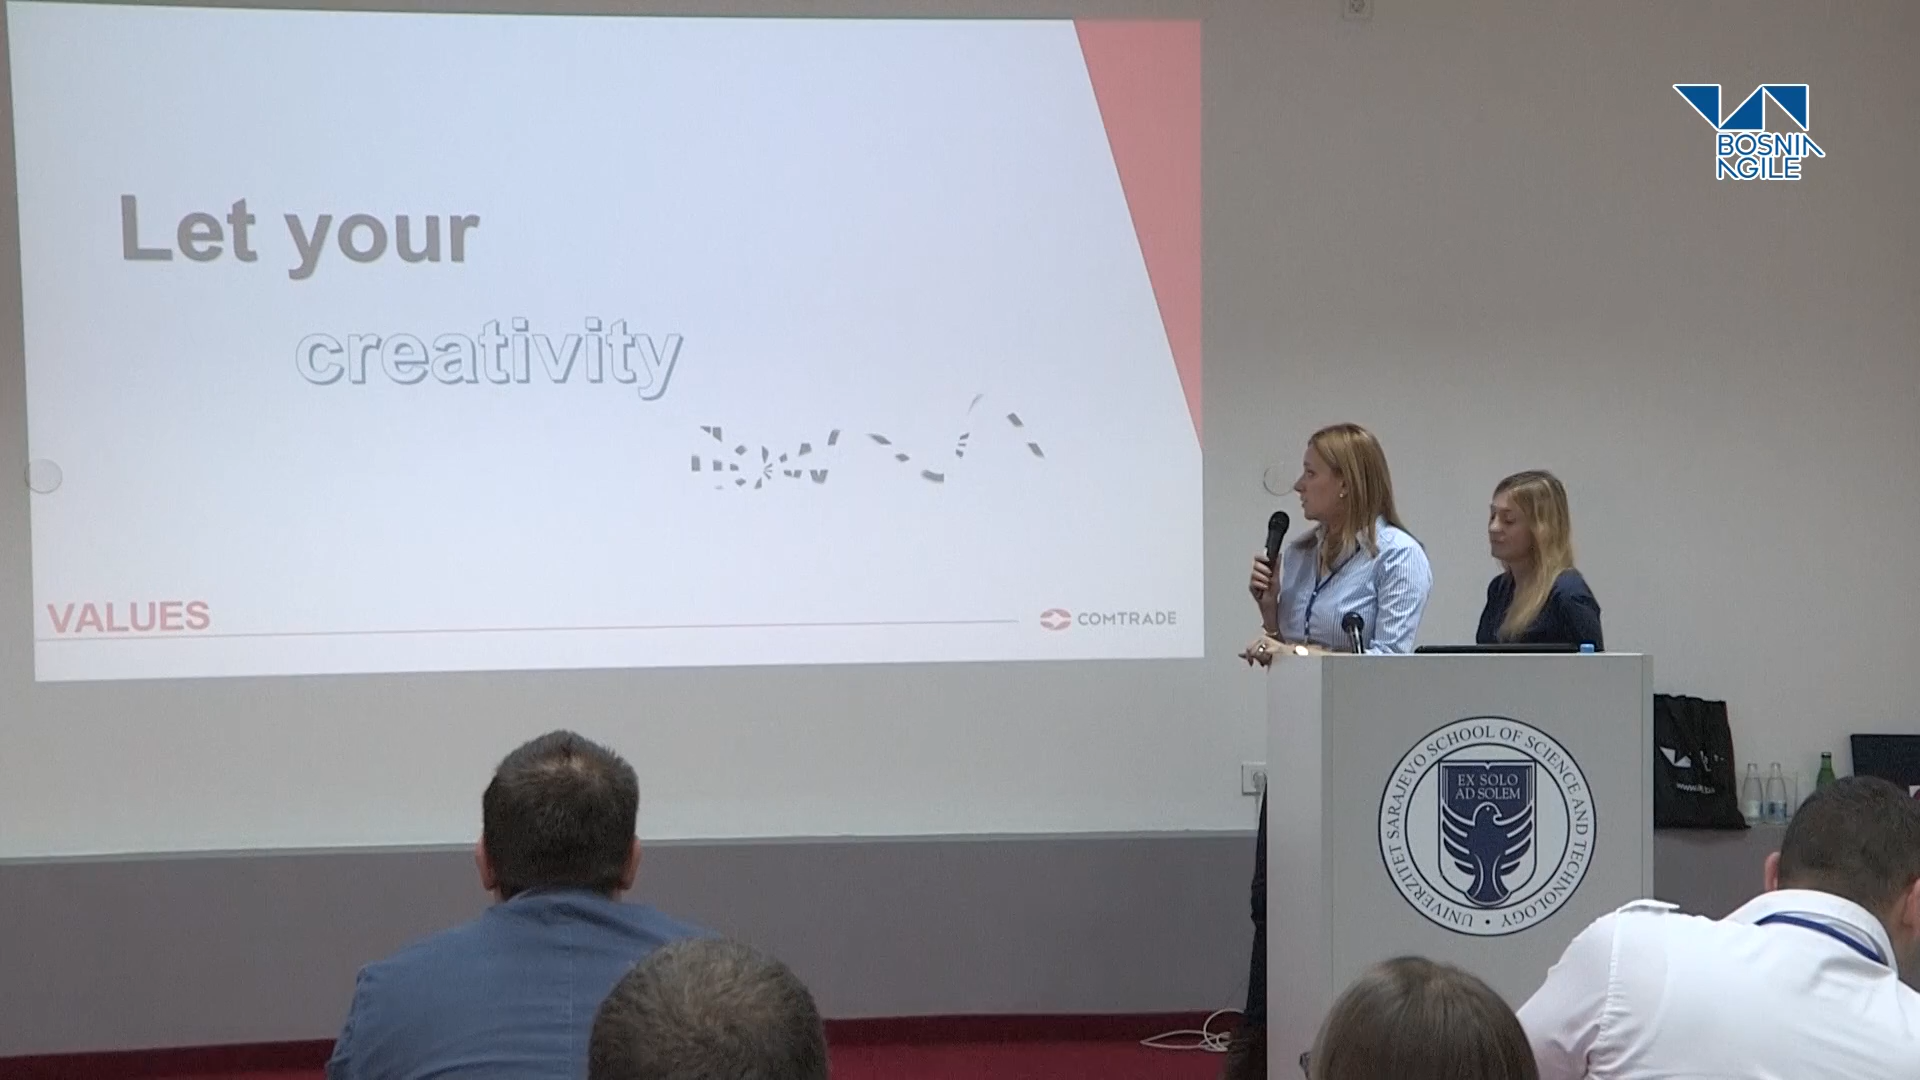 Let your
creativity
VALUES
COMTRADE
BOSNIA
AGILE
UNIVERZITET SARAJEVO SCHOOL OF SCIENCE AND TECHNOLOGY
EX SOLO
AD SOLEM